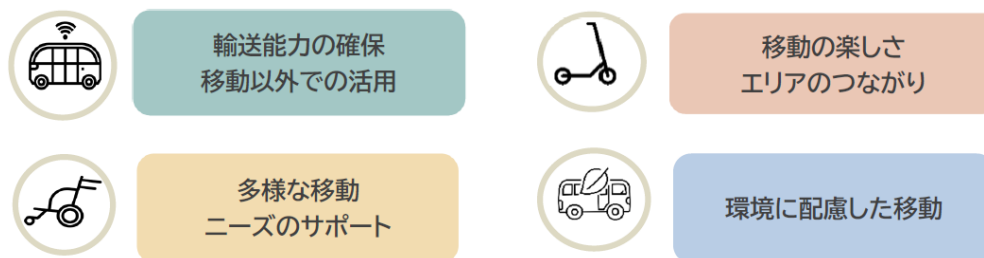 輸送能力の確保
移動以外での活用
移動の楽しさ
エリアのつながり
多様な移動
ニーズのサポート
環境に配慮した移動